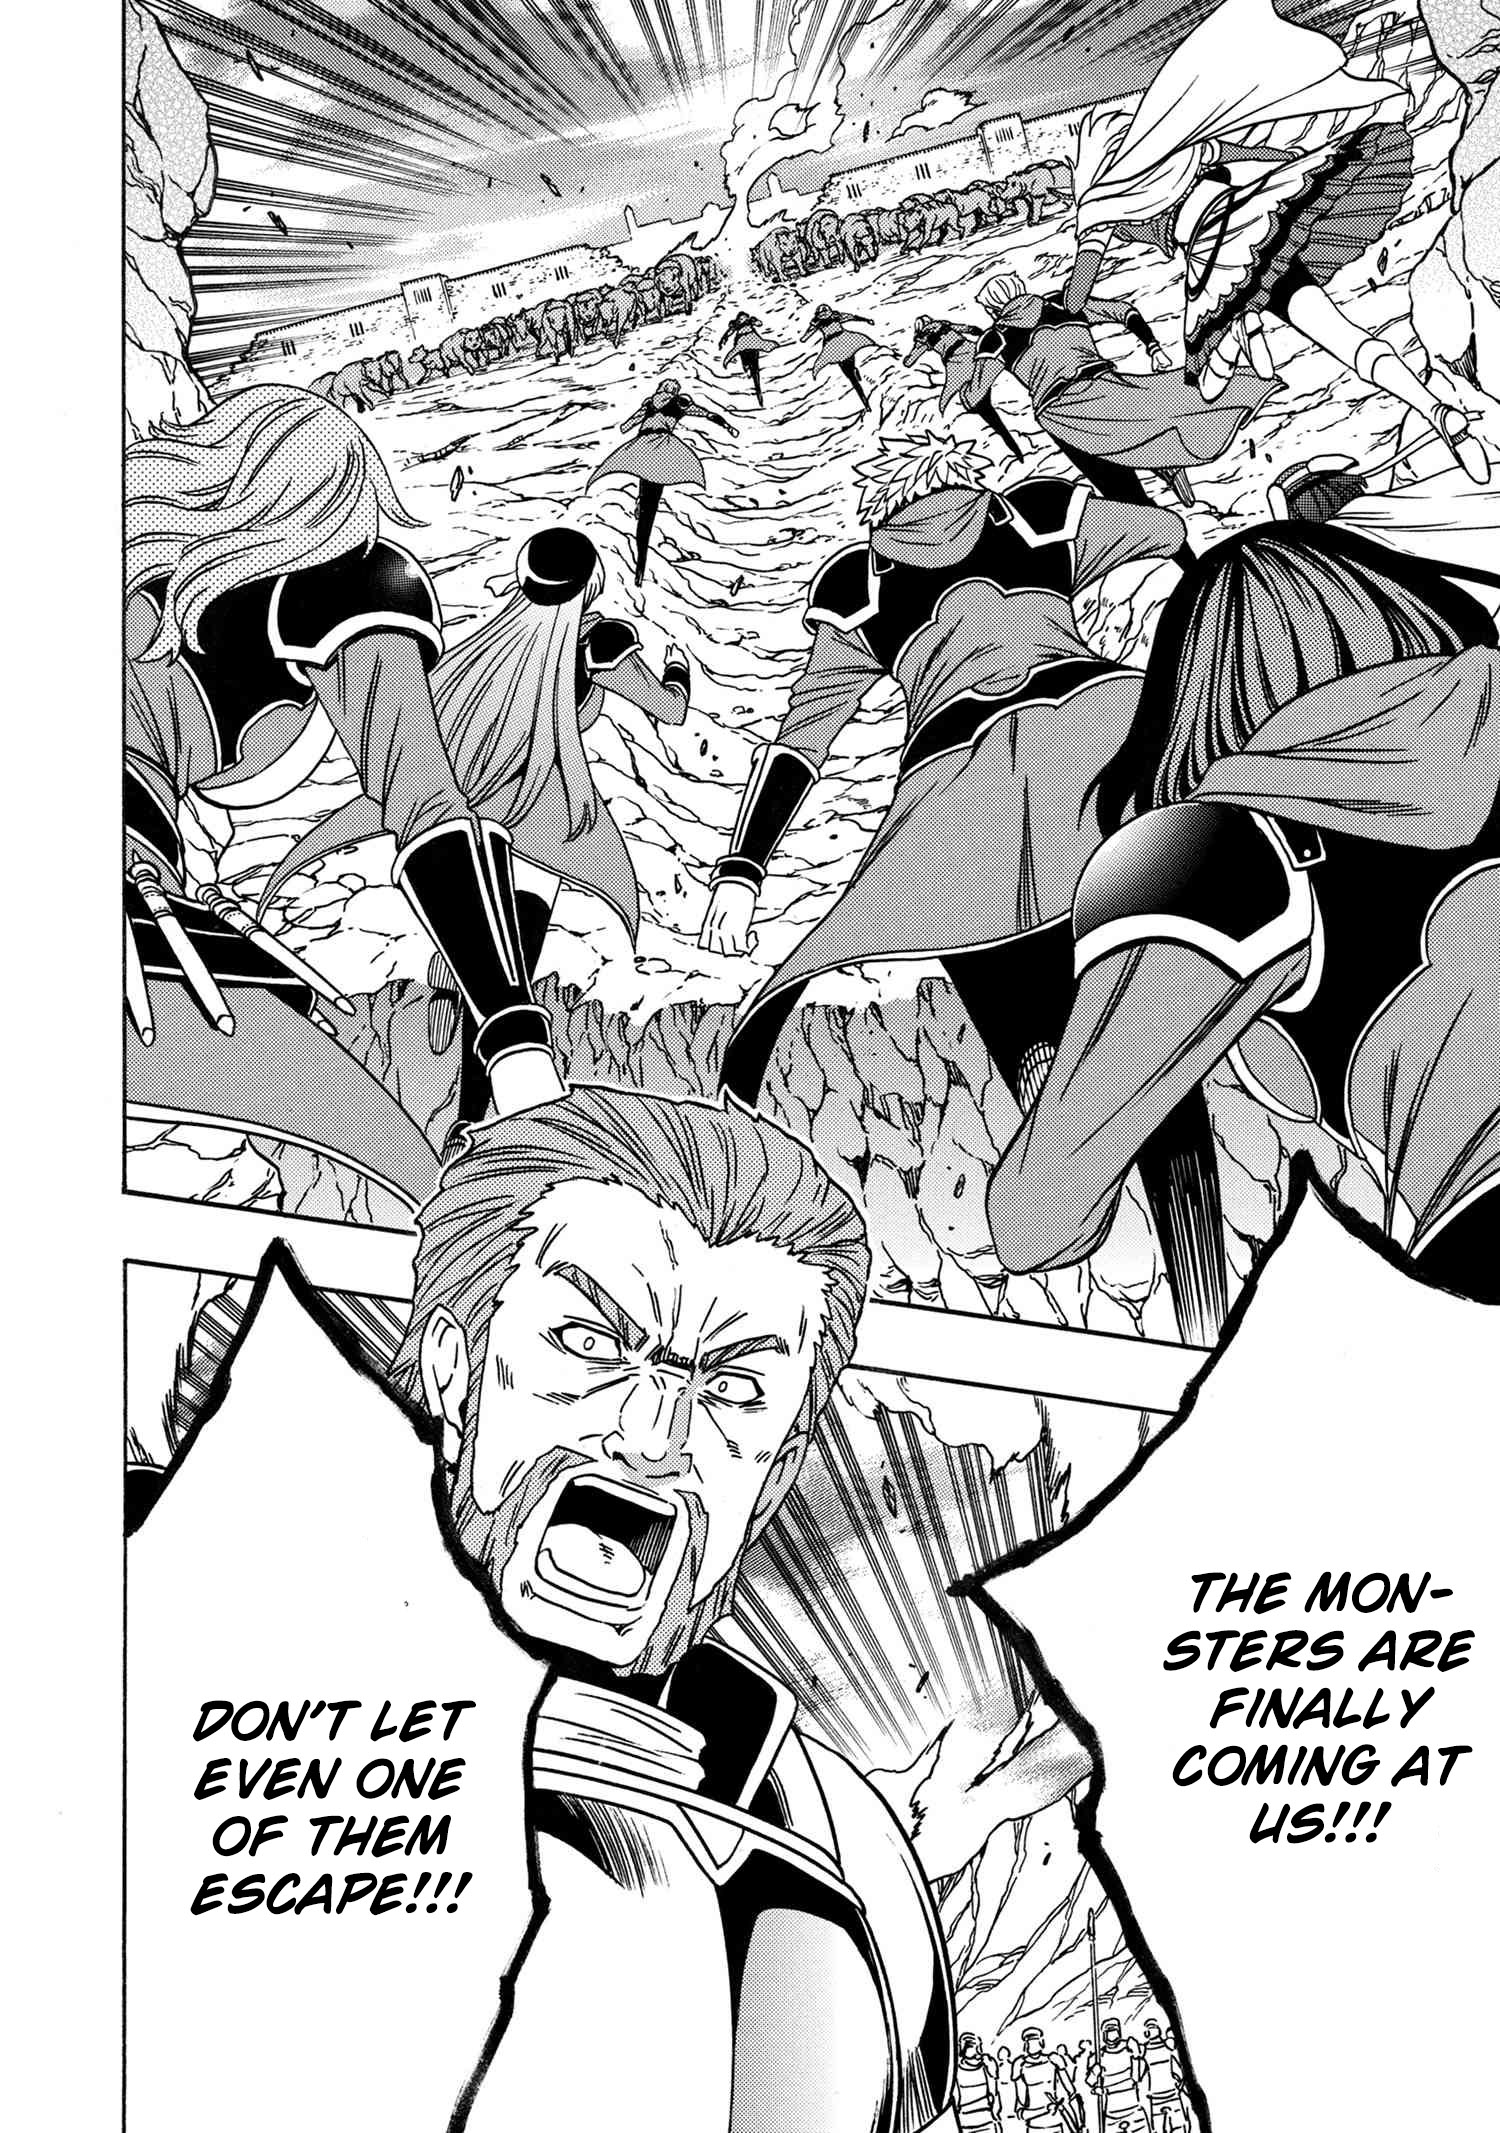 THE MON-
STERS ARE
FINALLY
COMING AT
US!!!
DON'T LET
EVEN ONE
OF THEM
ESCAPE!!!